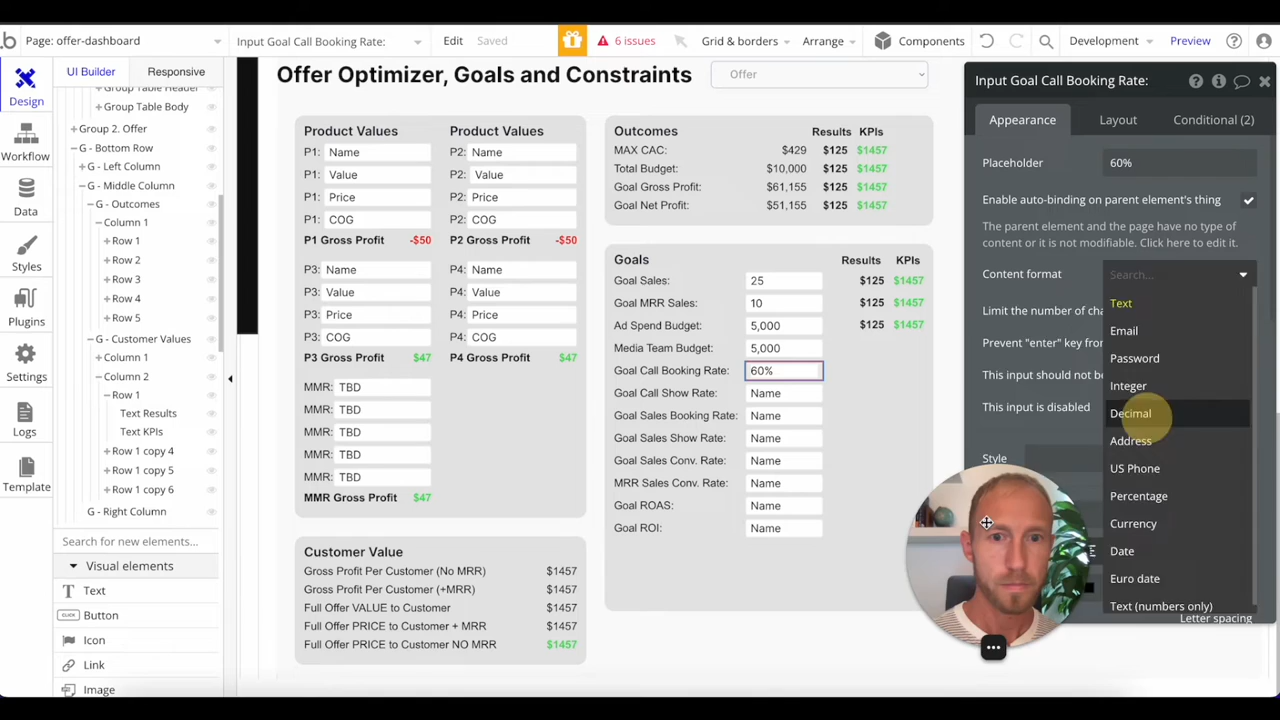 Page: offer-dashboard
Input Goal Call Booking Rate:
Edit
Saved
6 issues
Grid & borders
Arrange
Components
Development
Preview
Design
Workflow
Data
Styles
Plugins
Settings
Logs
Template
UI Builder
Responsive
Group Table Header
Group Table Body
Group 2. Offer
G - Bottom Row
G - Left Column
G - Middle Column
G - Outcomes
Column 1
Row 1
Row 2
Row 3
Row 4
Row 5
G - Customer Values
Column 1
Column 2
Row 1
Text Results
Text KPIs
Row 1 copy 4
Row 1 copy 5
Row 1 copy 6
G - Right Column
Search for new elements...
Visual elements
Text
CLICK
Button
Icon
Link
Image
Offer Optimizer, Goals and Constraints
Offer
Product Values
Product Values
P1: Name
P2: Name
P1: Value
P2: Value
P1: Price
P2: Price
P1: COG
P2: COG
P1 Gross Profit -$50
P2 Gross Profit -$50
P3: Name
P4: Name
P3: Value
P4: Value
P3: Price
P4: Price
P3: COG
P4: COG
P3 Gross Profit $47
P4 Gross Profit $47
MMR: TBD
MMR: TBD
MMR: TBD
MMR: TBD
MMR: TBD
MMR Gross Profit $47
Customer Value
Gross Profit Per Customer (No MRR) $1457
Gross Profit Per Customer (+MRR) $1457
Full Offer VALUE to Customer $1457
Full Offer PRICE to Customer + MRR $1457
Full Offer PRICE to Customer NO MRR $1457
Outcomes Results KPIs
MAX CAC: $429 $125 $1457
Total Budget: $10,000 $125 $1457
Goal Gross Profit: $61,155 $125 $1457
Goal Net Profit: $51,155 $125 $1457
Goals Results KPIs
Goal Sales: 25 $125 $1457
Goal MRR Sales: 10 $125 $1457
Ad Spend Budget: 5,000 $125 $1457
Media Team Budget: 5,000
Goal Call Booking Rate: 60%
Goal Call Show Rate: Name
Goal Sales Booking Rate: Name
Goal Sales Show Rate: Name
Goal Sales Conv. Rate: Name
MRR Sales Conv. Rate: Name
Goal ROAS: Name
Goal ROI: Name
Input Goal Call Booking Rate:
Appearance
Layout
Conditional (2)
Placeholder 60%
Enable auto-binding on parent element's thing
The parent element and the page have no type of
content or it is not modifiable. Click here to edit it.
Content format Search...
Limit the number of cha
Prevent "enter" key from
This input should not be
This input is disabled
Style
Text
Email
Password
Integer
Decimal
Address
US Phone
Percentage
Currency
Date
Euro date
Text (numbers only)
Letter spacing